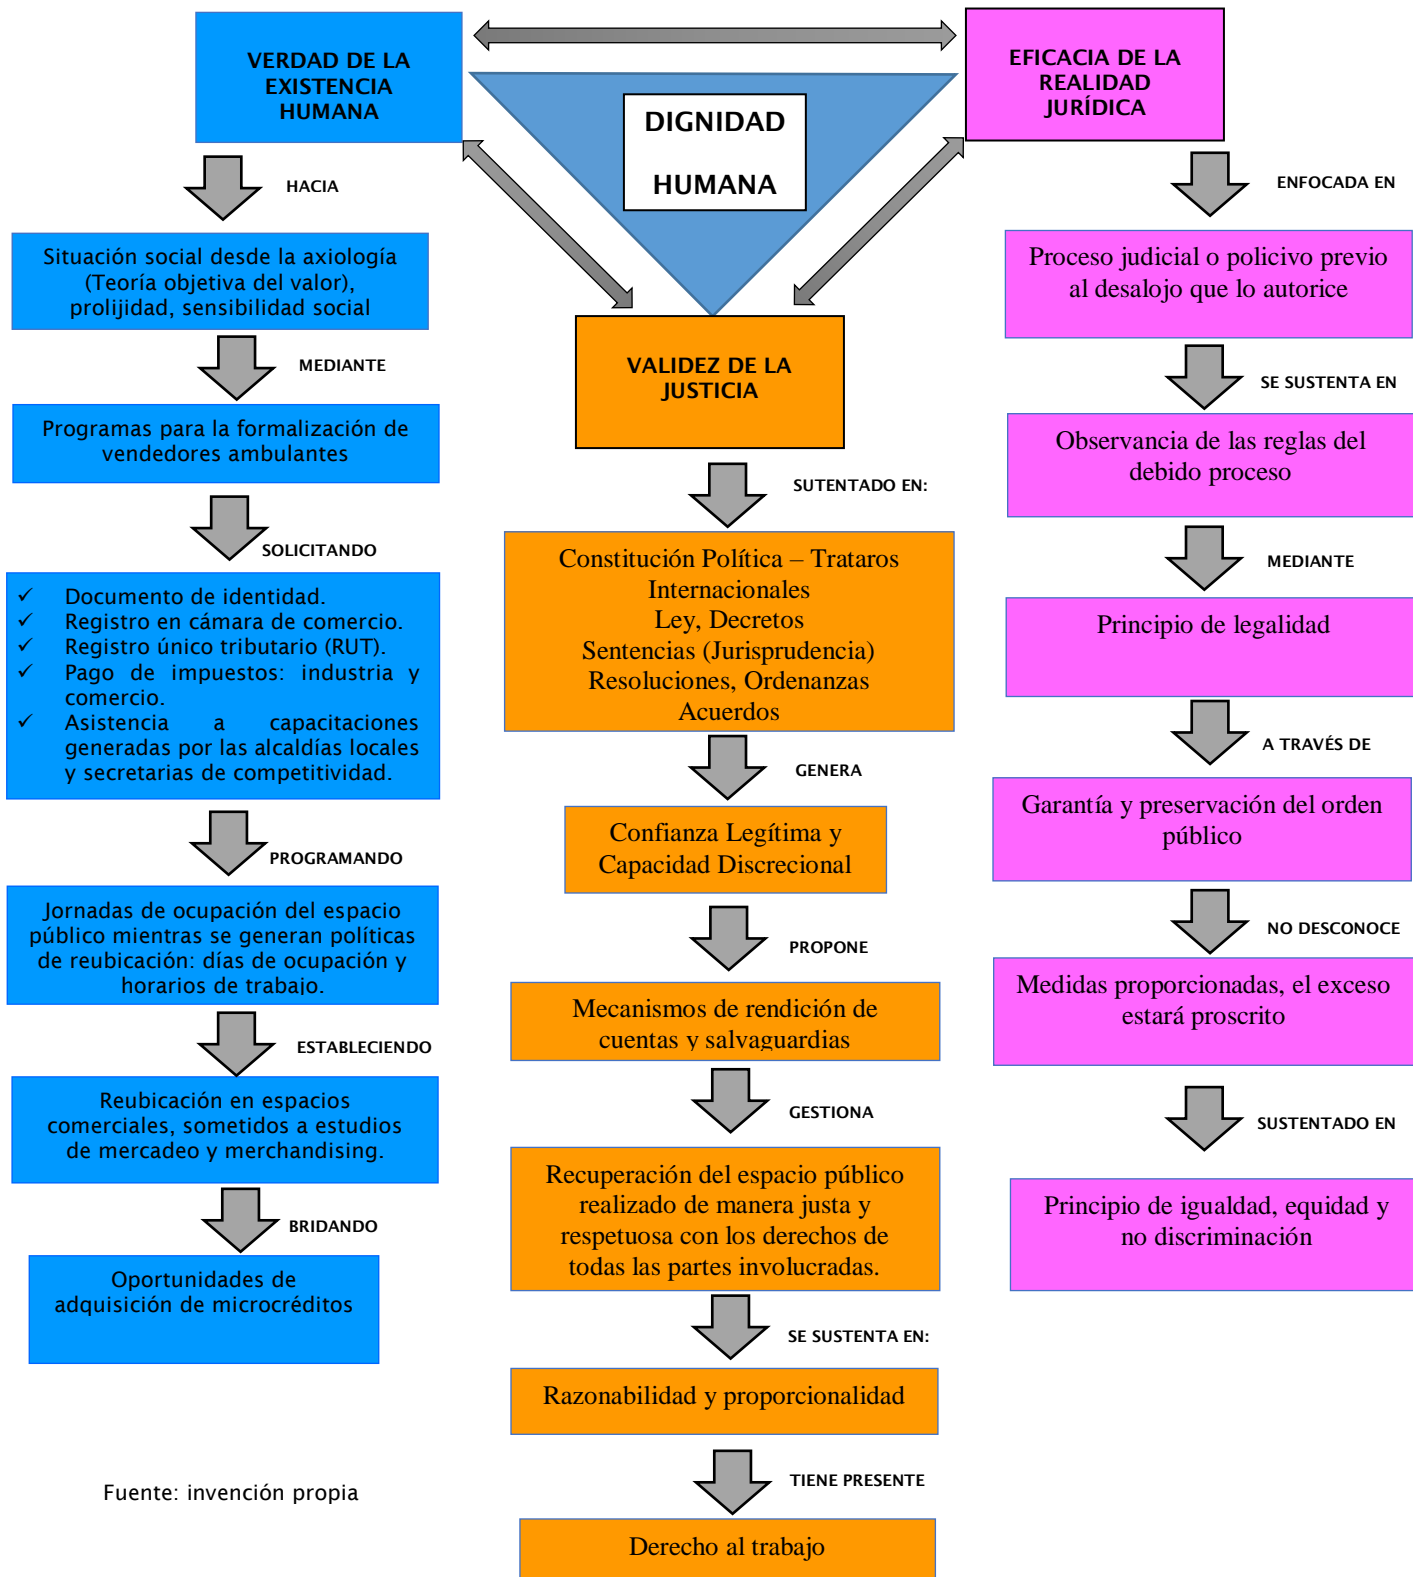 VERDAD DE LA
EXISTENCIA
HUMANA
DIGNIDAD
HUMANA
EFICACIA DE LA
REALIDAD
JURÍDICA
HACIA
Situación social desde la axiología
(Teoría objetiva del valor),
prolijidad, sensibilidad social
MEDIANTE
Programas para la formalización de
vendedores ambulantes
SOLICITANDO
✓ Documento de identidad.
✓ Registro en cámara de comercio.
✓ Registro único tributario (RUT).
✓ Pago de impuestos: industria y
comercio.
✓ Asistencia a capacitaciones
generadas por las alcaldías locales
y secretarias de competitividad.
PROGRAMANDO
Jornadas de ocupación del espacio
público mientras se generan políticas
de reubicación: días de ocupación y
horarios de trabajo.
ESTABLECIENDO
Reubicación en espacios
comerciales, sometidos a estudios
de mercadeo y merchandising.
BRIDANDO
Oportunidades de
adquisición de microcréditos
Fuente: invención propia
VALIDEZ DE LA
JUSTICIA
SUTENTADO EN:
Constitución Política – Trataros
Internacionales
Ley, Decretos
Sentencias (Jurisprudencia)
Resoluciones, Ordenanzas
Acuerdos
GENERA
Confianza Legítima y
Capacidad Discrecional
PROPONE
Mecanismos de rendición de
cuentas y salvaguardias
GESTIONA
Recuperación del espacio público
realizado de manera justa y
respetuosa con los derechos de
todas las partes involucradas.
SE SUSTENTA EN:
Razonabilidad y proporcionalidad
TIENE PRESENTE
Derecho al trabajo
ENFOCADA EN
Proceso judicial o policivo previo
al desalojo que lo autorice
SE SUSTENTA EN
Observancia de las reglas del
debido proceso
MEDIANTE
Principio de legalidad
A TRAVÉS DE
Garantía y preservación del orden
público
NO DESCONOCE
Medidas proporcionadas, el exceso
estará proscrito
SUSTENTADO EN
Principio de igualdad, equidad y
no discriminación